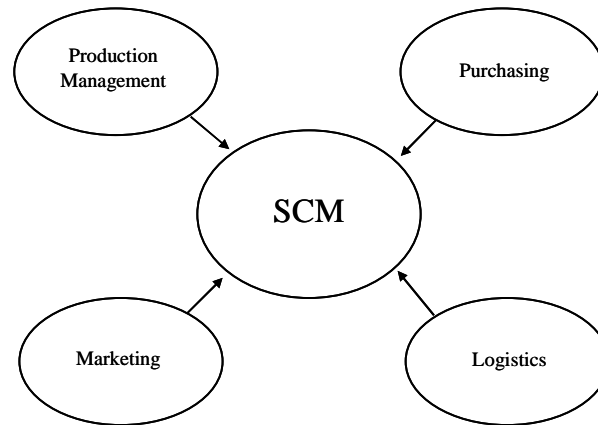 Production
Management
Purchasing
SCM
Marketing
Logistics